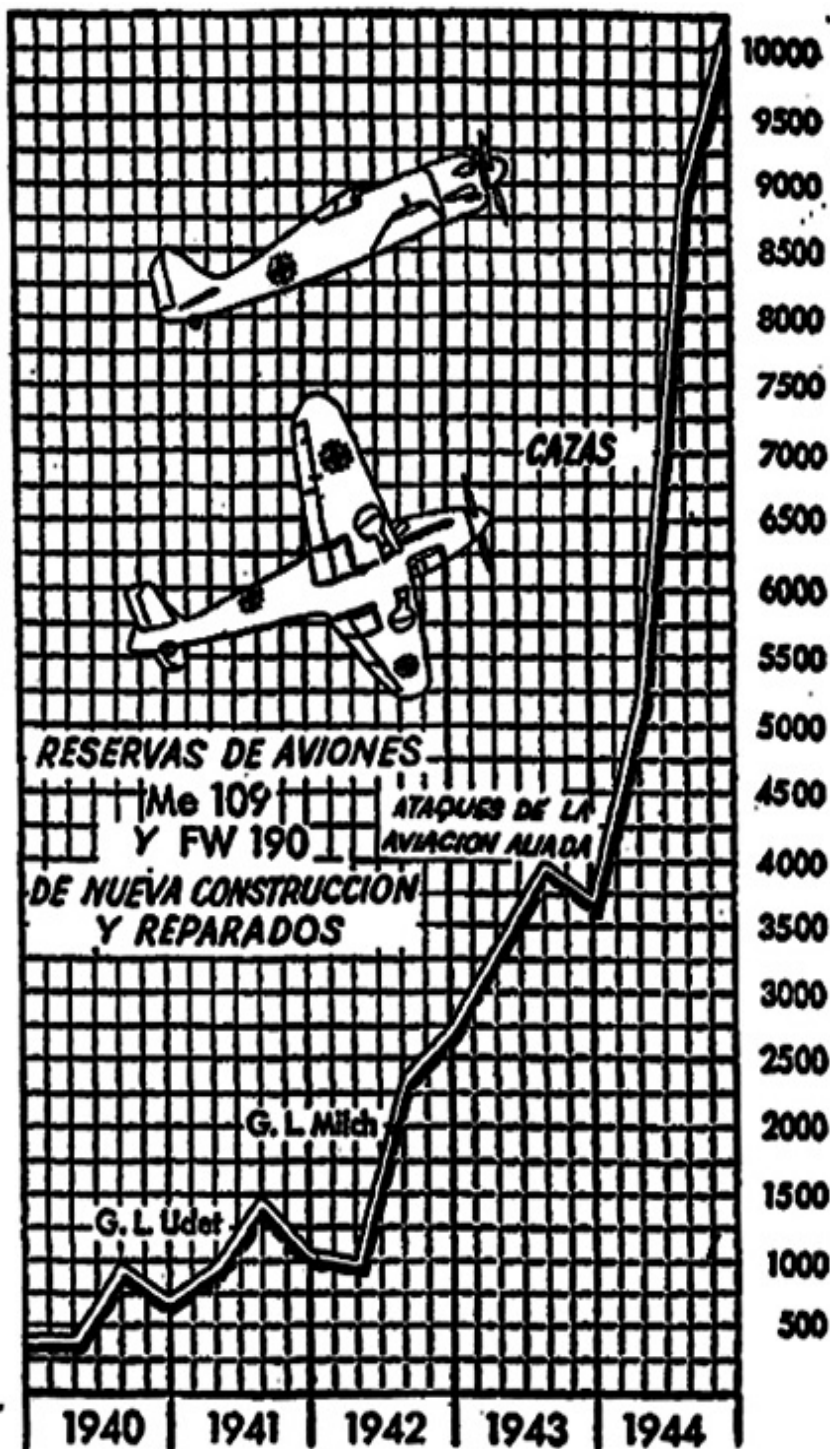 10000
9500
9000
8500
8000
7500
CAZAS
7000
6500
6000
5500
5000
RESERVAS DE AVIONES
Me 109
Y FW 190
DE NUEVA CONSTRUCCION
Y REPARADOS
ATAQUES DE LA
AVIACION ALIADA
4500
4000
3500
3000
2500
G. L. Milch
2000
1500
G. L. Udet
1000
500
1940 1941 1942 1943 1944